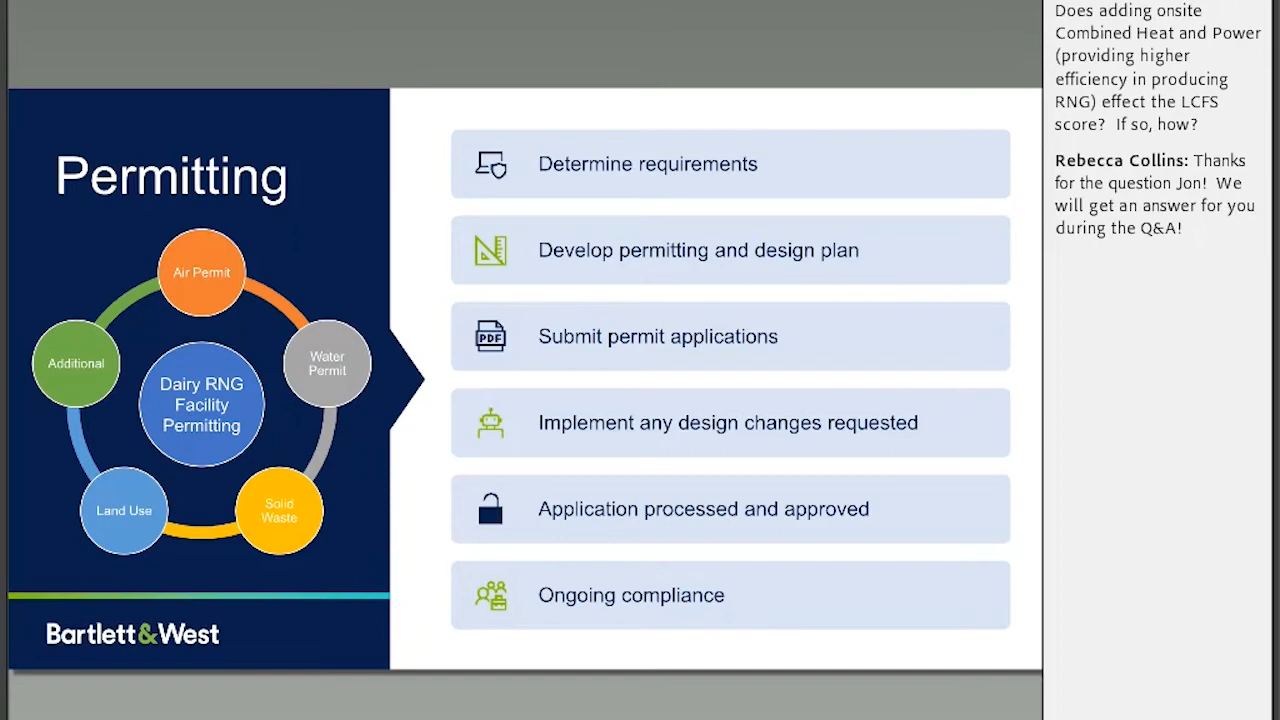 Permitting
Air Permit
Additional
Water
Permit
Dairy RNG
Facility
Permitting
Land Use
Solid
Waste
Bartlett&West
Determine requirements
Develop permitting and design plan
PDF
Submit permit applications
Implement any design changes requested
Application processed and approved
Ongoing compliance
Does adding onsite
Combined Heat and Power
(providing higher
efficiency in producing
RNG) effect the LCFS
score? If so, how?
Rebecca Collins: Thanks
for the question Jon! We
will get an answer for you
during the Q&A!